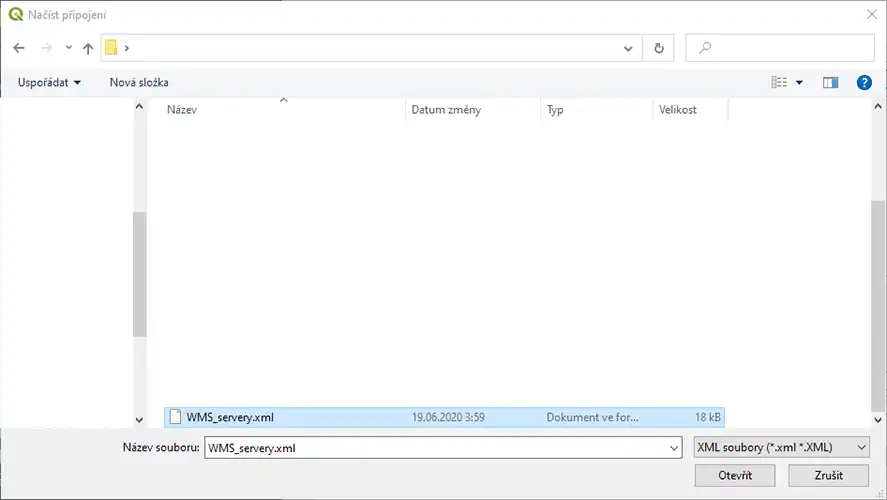 Načíst připojení
Uspořádat Nová složka
Název Datum změny Typ Velikost
WMS_servery.xml 19.06.2020 3:59 Dokument ve for... 18 kB
Název souboru: WMS_servery.xml XML soubory (*.xml *.XML)
Otevřít Zrušit